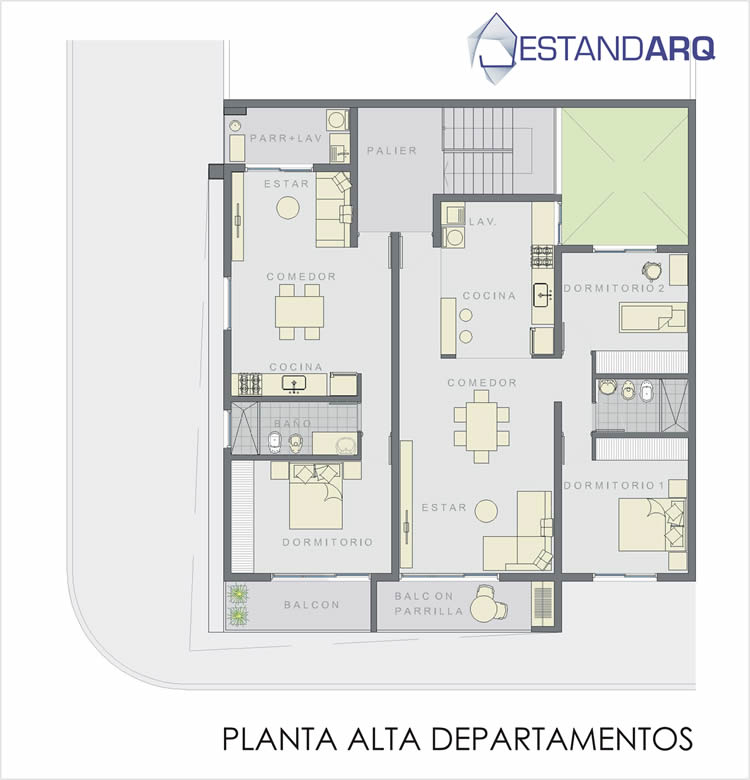 ESTANDARQ
PARR+LAV
PALIER
ESTAR
LAV.
COMEDOR
COCINA
DORMITORIO 2
COCINA
COMEDOR
BAÑO
DORMITORIO 1
ESTAR
DORMITORIO
BALCON
BALCON
PARRILLA
PLANTA ALTA DEPARTAMENTOS